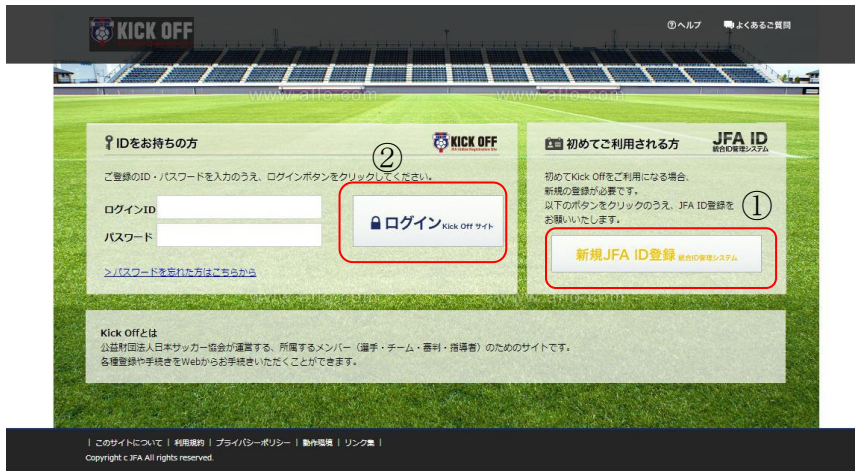 KICK OFF
ヘルプ よくあるご質問
www.allo.com www.allo.com
IDをお持ちの方
KICK OFF
②
ご登録のID・パスワードを入力のうえ、ログインボタンをクリックしてください。
ログインID
パスワード
ログイン Kick Off サイト
>パスワードを忘れた方はこちらから
初めてご利用される方
JFA ID
統合ID管理システム
初めてKick Offをご利用になる場合、
新規の登録が必要です。
以下のボタンをクリックのうえ、JFA ID登録を
お願いいたします。
①
新規JFA ID登録 統合ID管理システム
Kick Offとは
公益財団法人日本サッカー協会が運営する、所属するメンバー（選手・チーム・審判・指導者）のためのサイトです。
各種登録や手続きをWebからお手続きいただくことができます。
| このサイトについて | 利用規約 | プライバシーポリシー | 動作環境 | リンク集 |
Copyright c JFA All rights reserved.